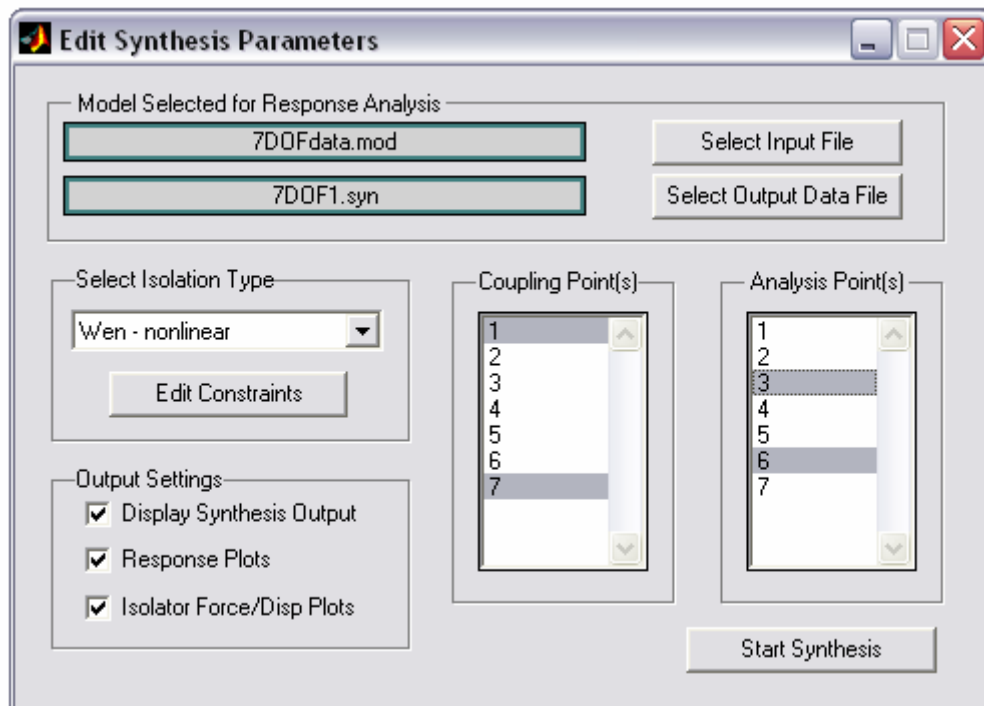 Edit Synthesis Parameters
Model Selected for Response Analysis
7DOFdata.mod
Select Input File
7DOF1.syn
Select Output Data File
Select Isolation Type
Wen - nonlinear
Edit Constraints
Coupling Point(s)
1
2
3
4
5
6
7
Analysis Point(s)
1
2
3
4
5
6
7
Output Settings
Display Synthesis Output
Response Plots
Isolator Force/Disp Plots
Start Synthesis